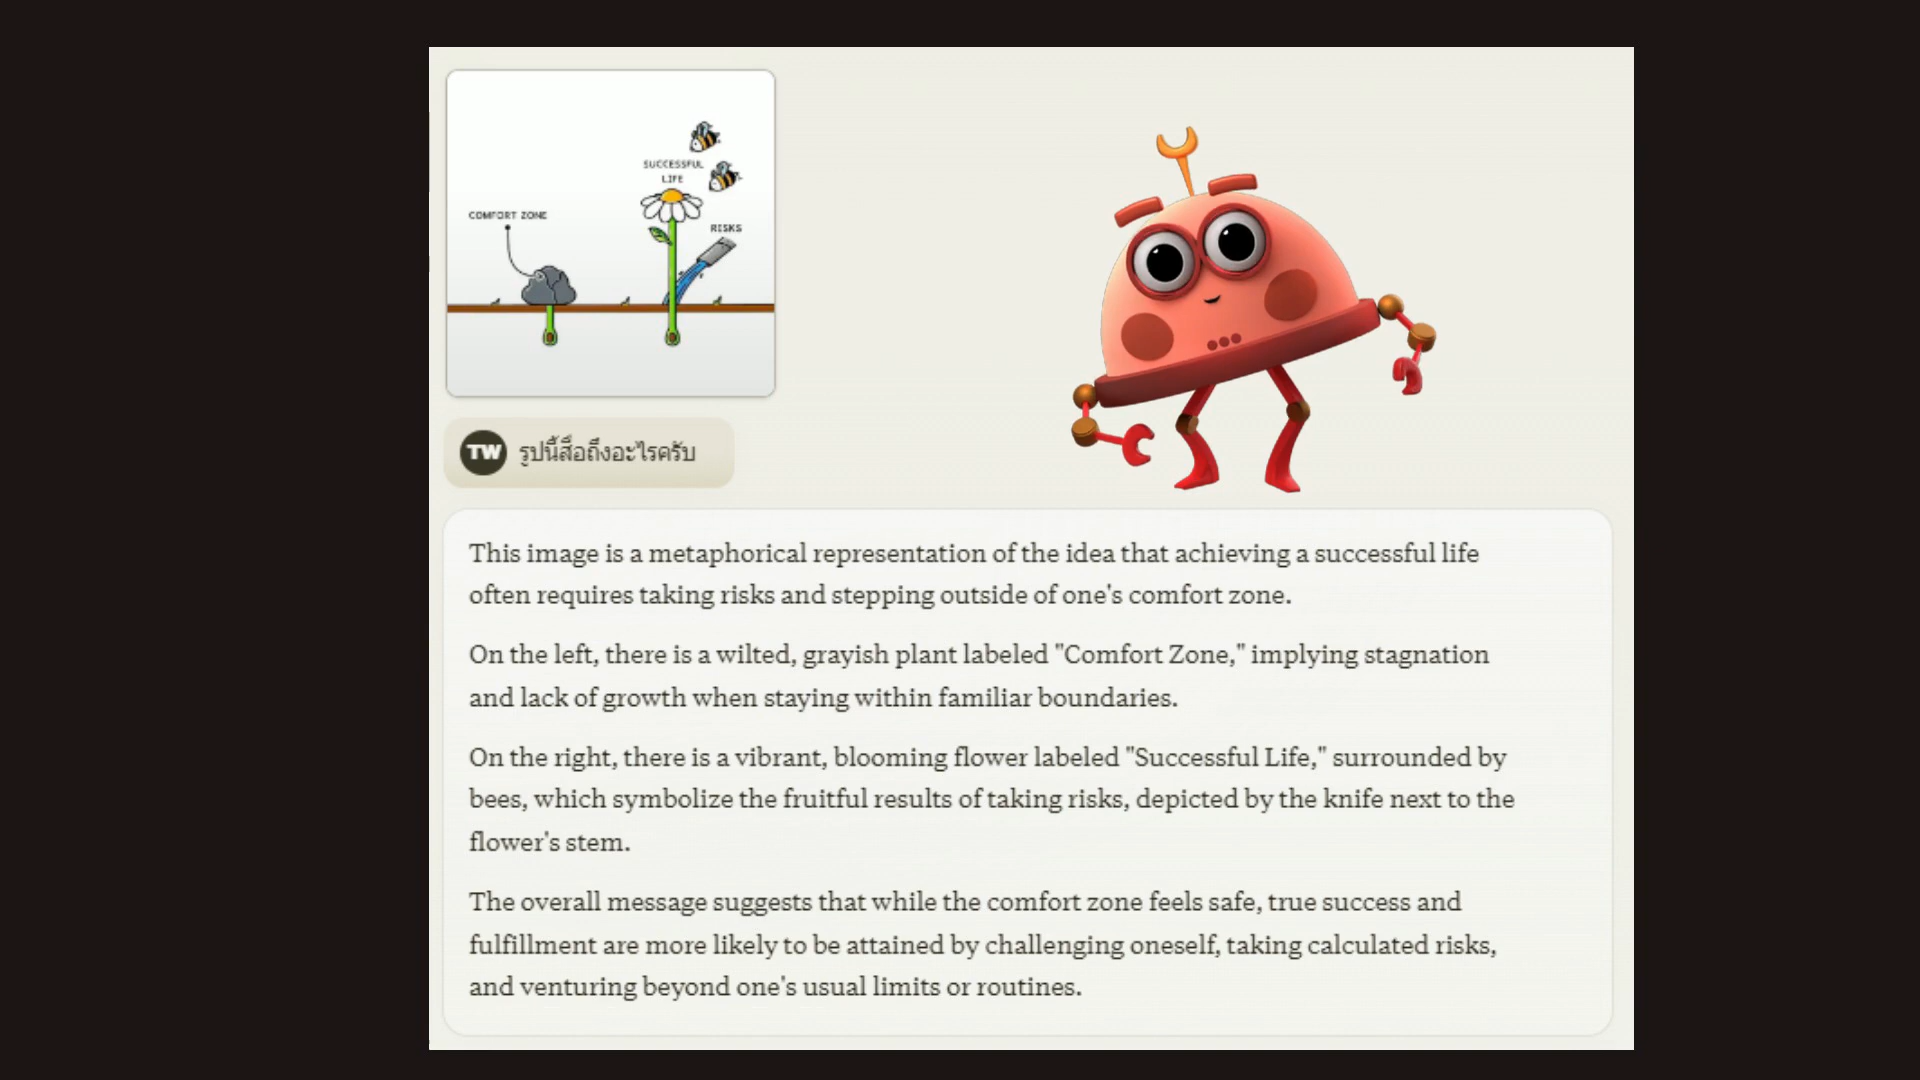 SUCCESSFUL
LIFE
COMFORT ZONE
RISKS
TW รูปนี้สื่อถึงอะไรครับ
This image is a metaphorical representation of the idea that achieving a successful life
often requires taking risks and stepping outside of one's comfort zone.
On the left, there is a wilted, grayish plant labeled "Comfort Zone," implying stagnation
and lack of growth when staying within familiar boundaries.
On the right, there is a vibrant, blooming flower labeled "Successful Life," surrounded by
bees, which symbolize the fruitful results of taking risks, depicted by the knife next to the
flower's stem.
The overall message suggests that while the comfort zone feels safe, true success and
fulfillment are more likely to be attained by challenging oneself, taking calculated risks,
and venturing beyond one's usual limits or routines.